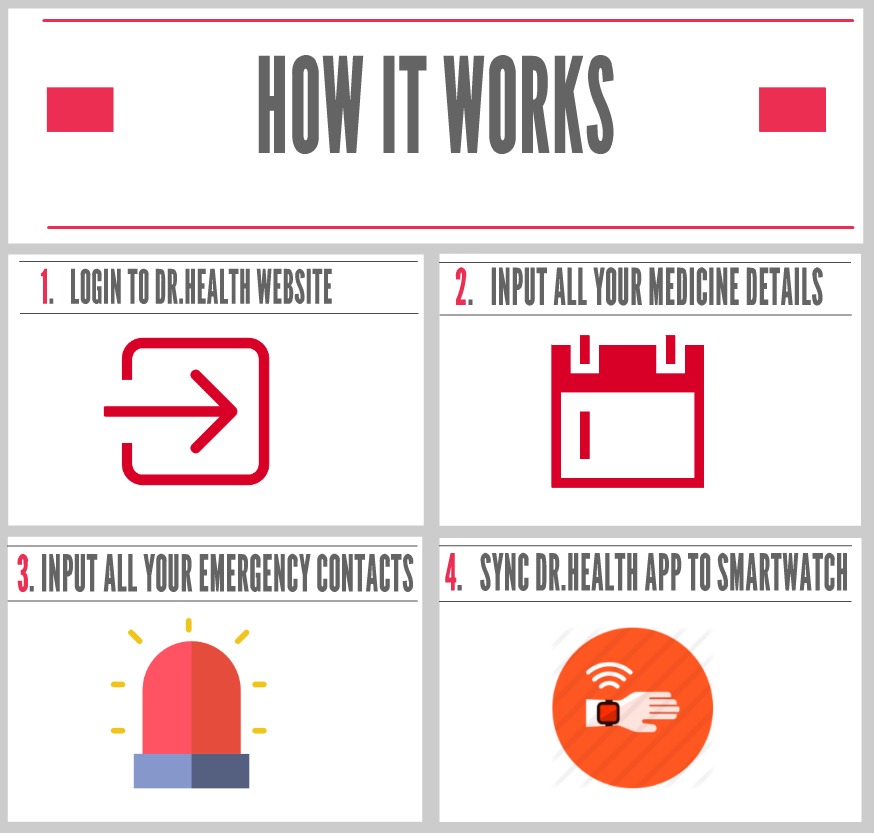 HOW IT WORKS
1. LOGIN TO DR.HEALTH WEBSITE
2. INPUT ALL YOUR MEDICINE DETAILS
3. INPUT ALL YOUR EMERGENCY CONTACTS
4. SYNC DR.HEALTH APP TO SMARTWATCH